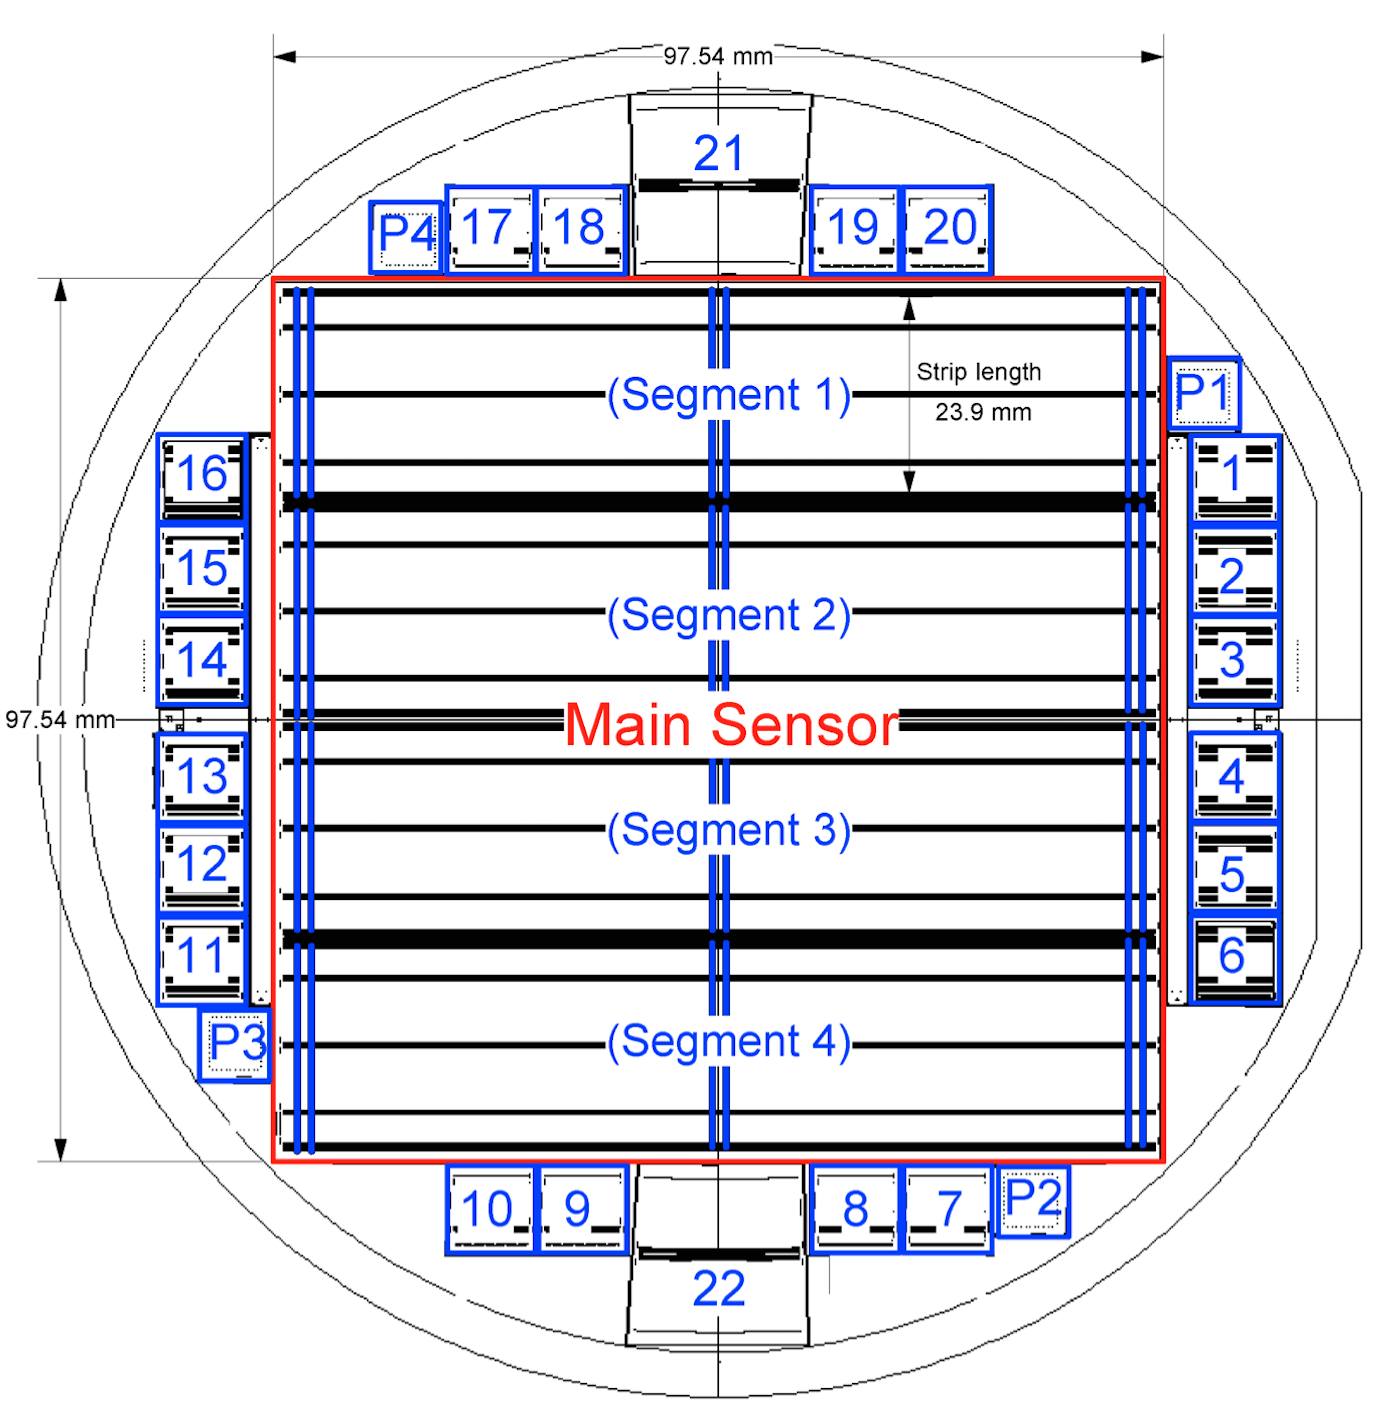 97.54 mm
21
P4
17
18
19
20
Strip length
23.9 mm
(Segment 1)
P1
16
1
15
2
(Segment 2)
14
3
97.54 mm
Main Sensor
13
4
(Segment 3)
12
5
11
6
P3
(Segment 4)
10
9
8
7
P2
22